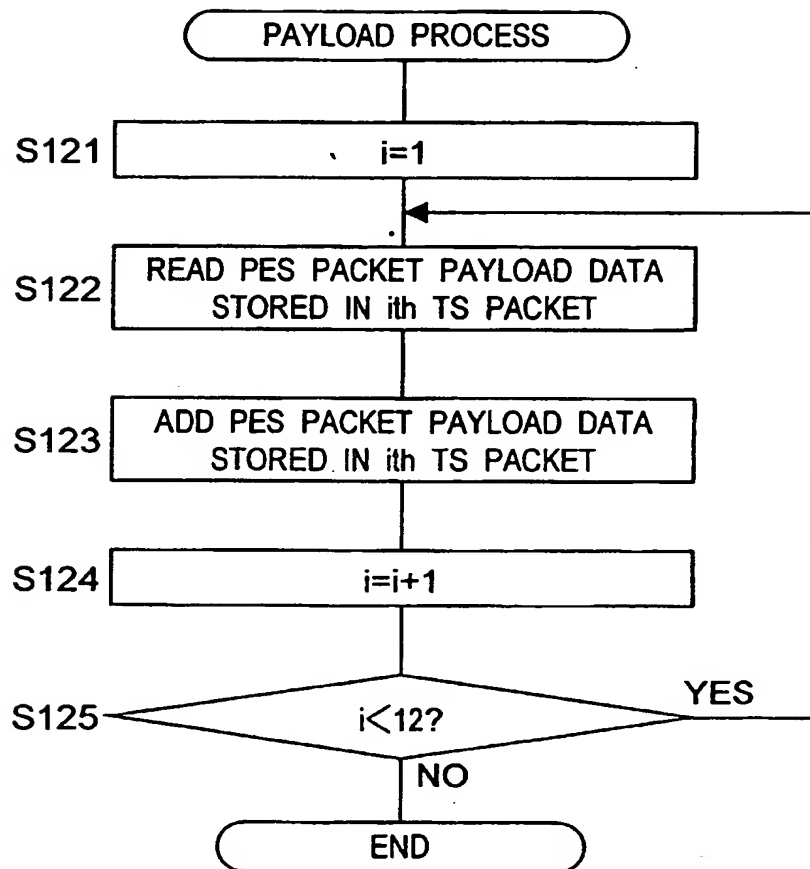 PAYLOAD PROCESS
S121
i=1
S122
READ PES PACKET PAYLOAD DATA
STORED IN ith TS PACKET
S123
ADD PES PACKET PAYLOAD DATA
STORED IN ith TS PACKET
S124
i=i+1
S125
i<12?
YES
NO
END